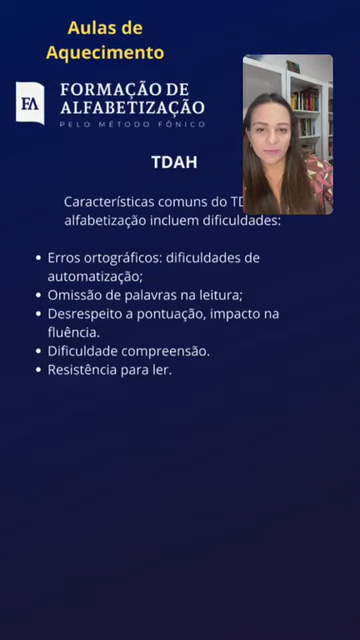 Aulas de
Aquecimento
FA
FORMAÇÃO DE
ALFABETIZAÇÃO
PELO MÉTODO FÔNICO
TDAH
Características comuns do
alfabetização incluem dificuldades:
• Erros ortográficos: dificuldades de
automatização;
• Omissão de palavras na leitura;
• Desrespeito a pontuação, impacto na
fluência.
• Dificuldade compreensão.
• Resistência para ler.